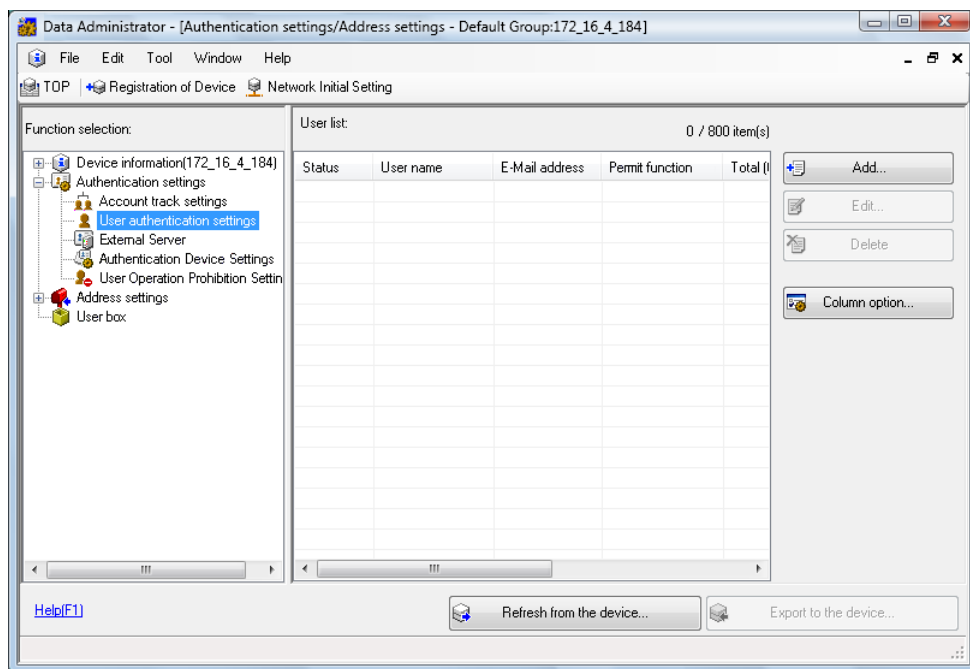 Data Administrator - [Authentication settings/Address settings - Default Group:172_16_4_184]
File Edit Tool Window Help
TOP Registration of Device Network Initial Setting
Function selection:
Device information(172_16_4_184)
Authentication settings
Account track settings
User authentication settings
External Server
Authentication Device Settings
User Operation Prohibition Settin
Address settings
User box
User list:
0 / 800 item(s)
Status User name E-Mail address Permit function Total (
Add...
Edit...
Delete
Column option...
Help(F1)
Refresh from the device...
Export to the device...